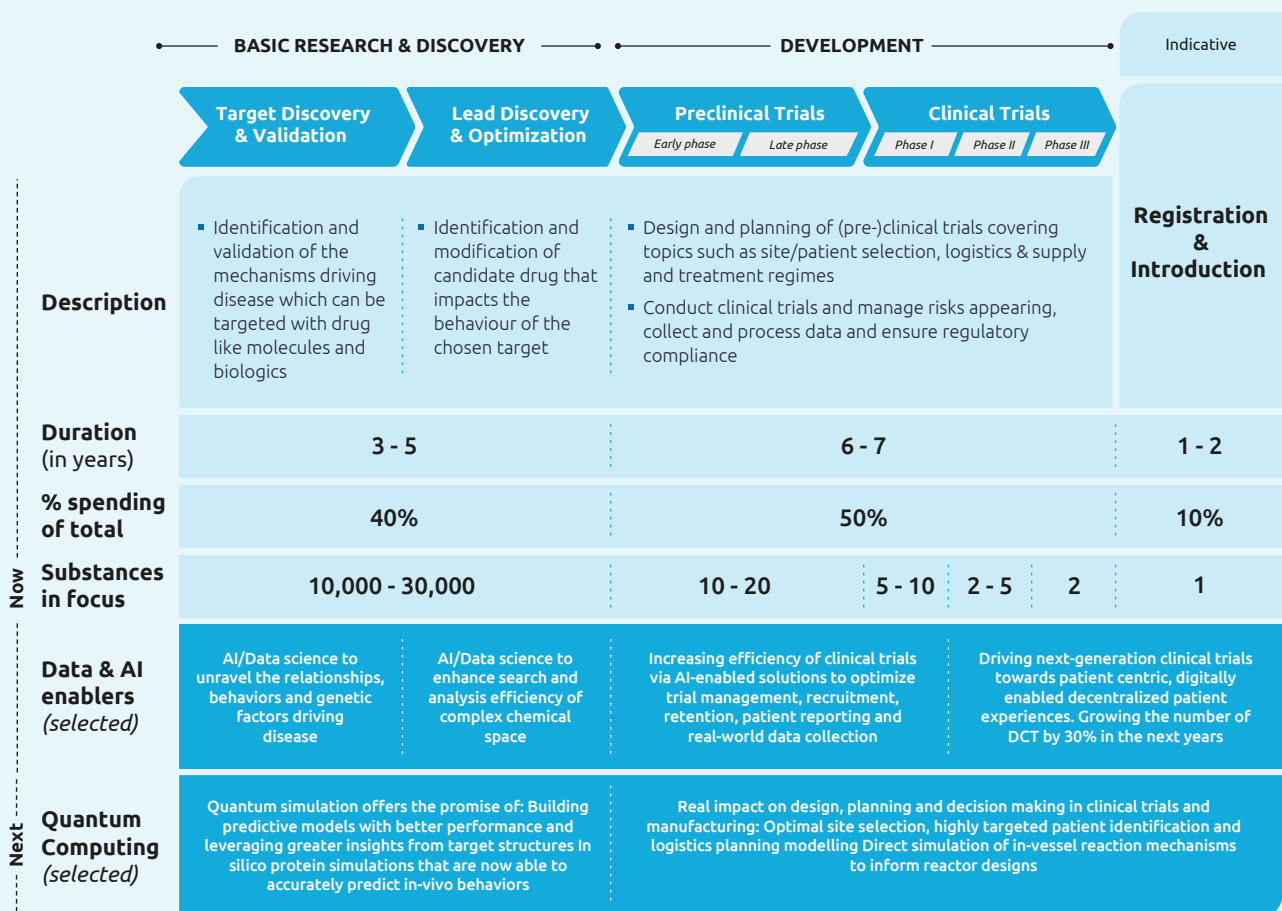 BASIC RESEARCH & DISCOVERY
DEVELOPMENT
Indicative
Target Discovery
& Validation
Lead Discovery
& Optimization
Preclinical Trials
Early phase
Late phase
Clinical Trials
Phase I
Phase II
Phase III
Registration
&
Introduction
Description
▪ Identification and
validation of the
mechanisms driving
disease which can be
targeted with drug
like molecules and
biologics
▪ Identification and
modification of
candidate drug that
impacts the
behaviour of the
chosen target
▪ Design and planning of (pre-)clinical trials covering
topics such as site/patient selection, logistics & supply
and treatment regimes
▪ Conduct clinical trials and manage risks appearing,
collect and process data and ensure regulatory
compliance
Duration
(in years)
3 - 5
6 - 7
1 - 2
% spending
of total
40%
50%
10%
Now
Substances
in focus
10,000 - 30,000
10 - 20
5 - 10
2 - 5
2
1
Data & AI
enablers
(selected)
AI/Data science to
unravel the relationships,
behaviors and genetic
factors driving
disease
AI/Data science to
enhance search and
analysis efficiency of
complex chemical
space
Increasing efficiency of clinical trials
via AI-enabled solutions to optimize
trial management, recruitment,
retention, patient reporting and
real-world data collection
Driving next-generation clinical trials
towards patient centric, digitally
enabled decentralized patient
experiences. Growing the number of
DCT by 30% in the next years
Next
Quantum
Computing
(selected)
Quantum simulation offers the promise of: Building
predictive models with better performance and
leveraging greater insights from target structures In
silico protein simulations that are now able to
accurately predict in-vivo behaviors
Real impact on design, planning and decision making in clinical trials and
manufacturing: Optimal site selection, highly targeted patient identification and
logistics planning modelling Direct simulation of in-vessel reaction mechanisms
to inform reactor designs